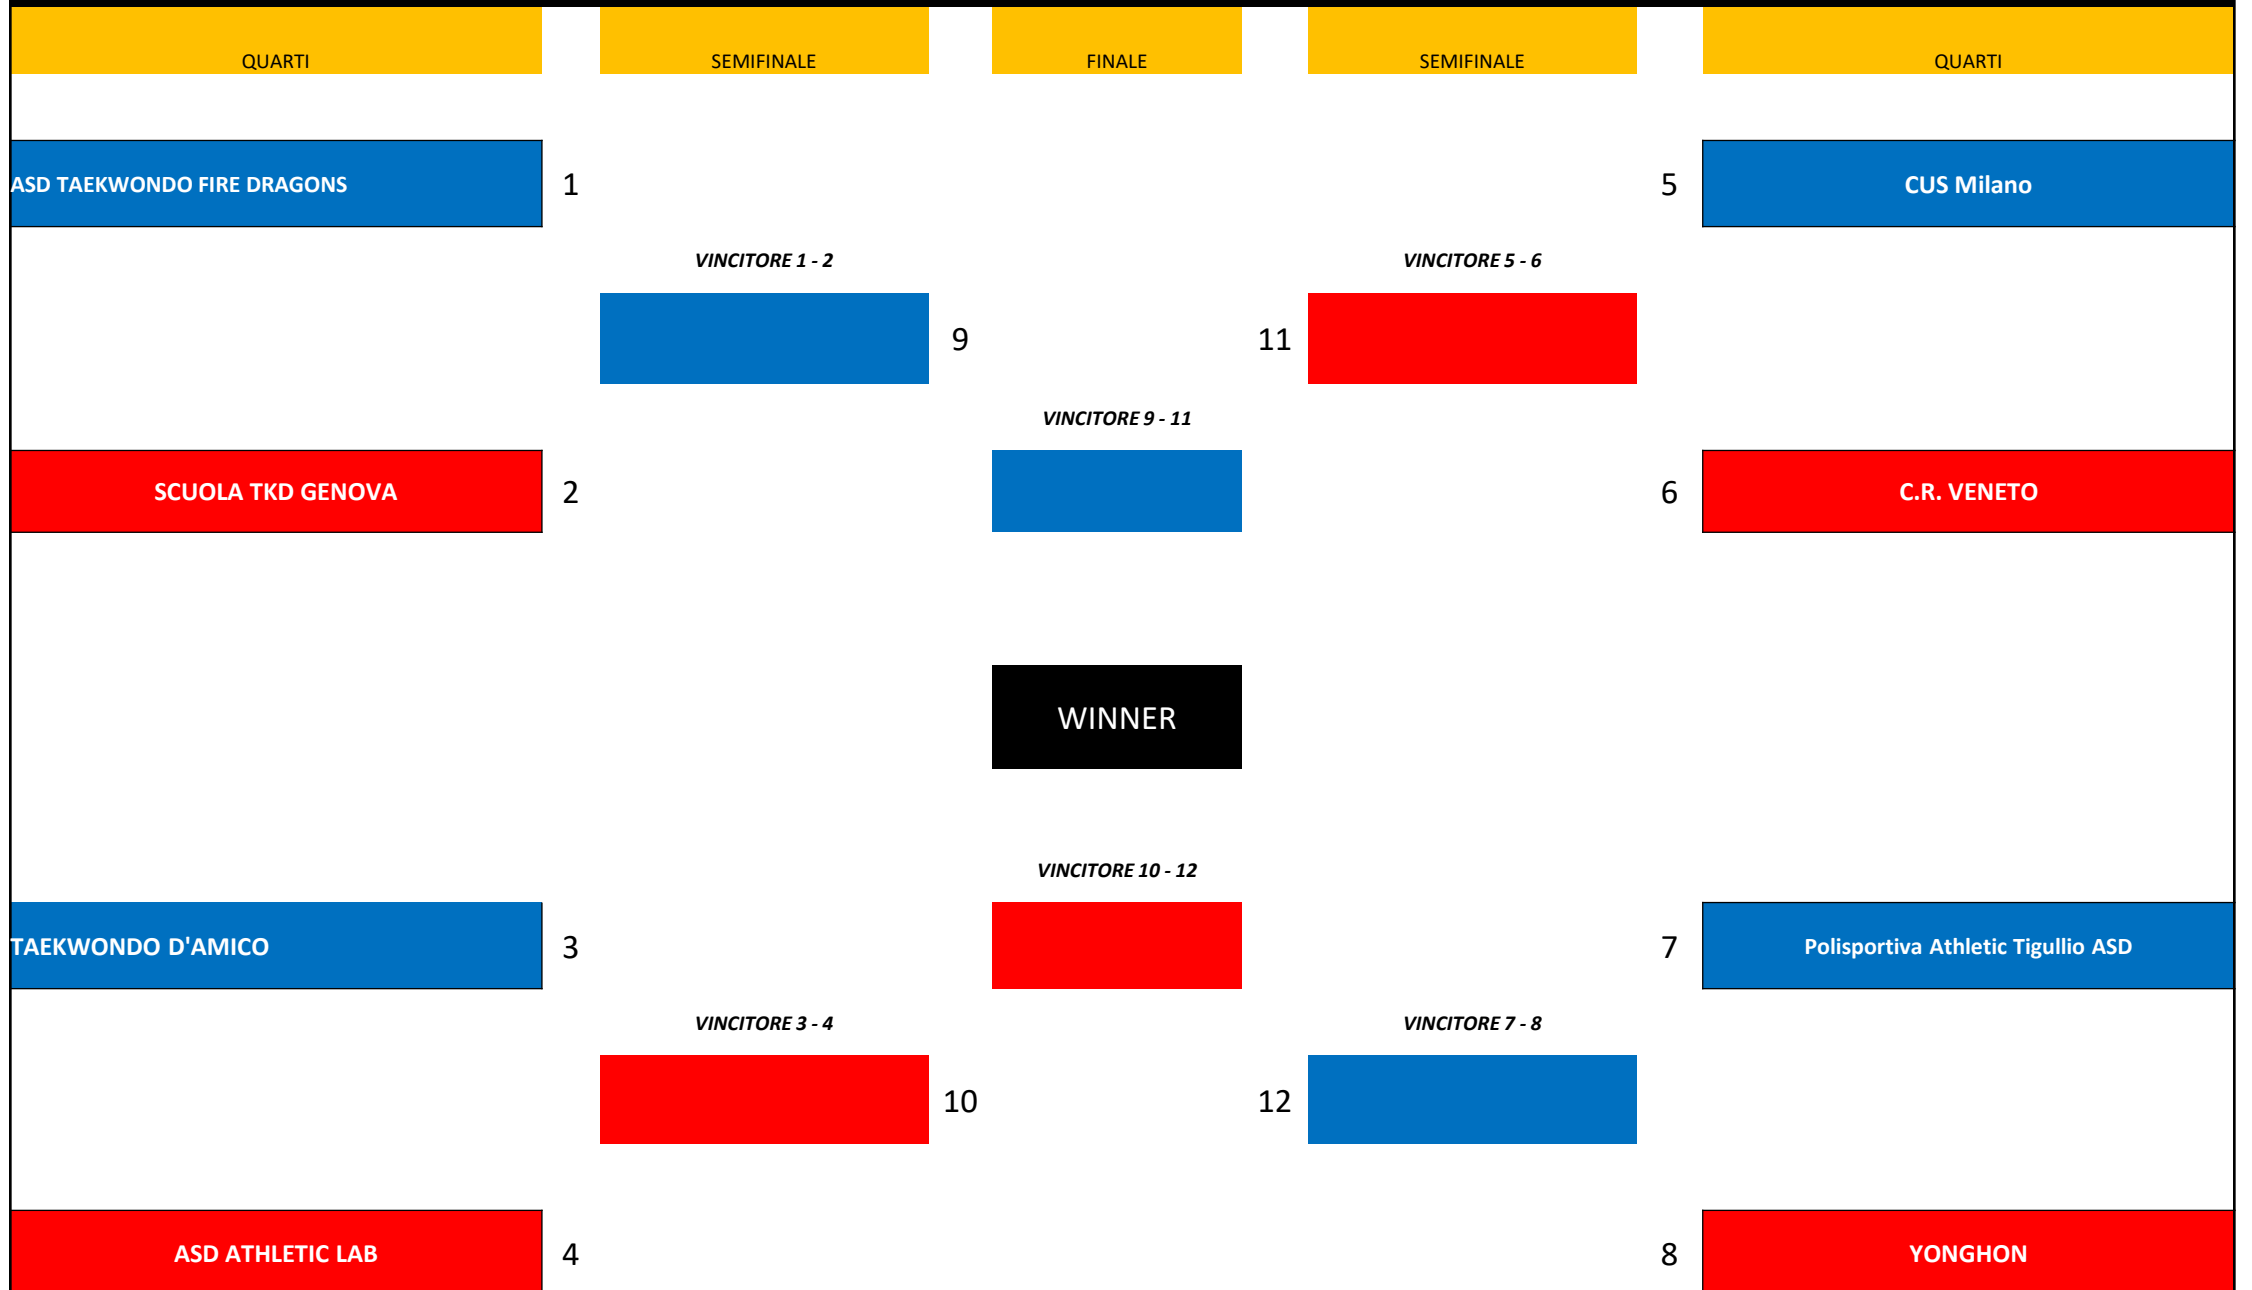 QUARTI
SEMIFINALE
FINALE
SEMIFINALE
QUARTI
ASD TAEKWONDO FIRE DRAGONS
1
5
CUS Milano
VINCITORE 1 - 2
VINCITORE 5 - 6
9
11
VINCITORE 9 - 11
SCUOLA TKD GENOVA
2
6
C.R. VENETO
WINNER
VINCITORE 10 - 12
TAEKWONDO D'AMICO
3
7
Polisportiva Athletic Tigullio ASD
VINCITORE 3 - 4
VINCITORE 7 - 8
10
12
ASD ATHLETIC LAB
4
8
YONGHON